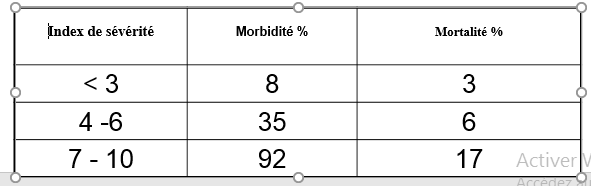 Index de sévérité Morbidité % Mortalité %
< 3 8 3
4 -6 35 6
7 - 10 92 17
Activer